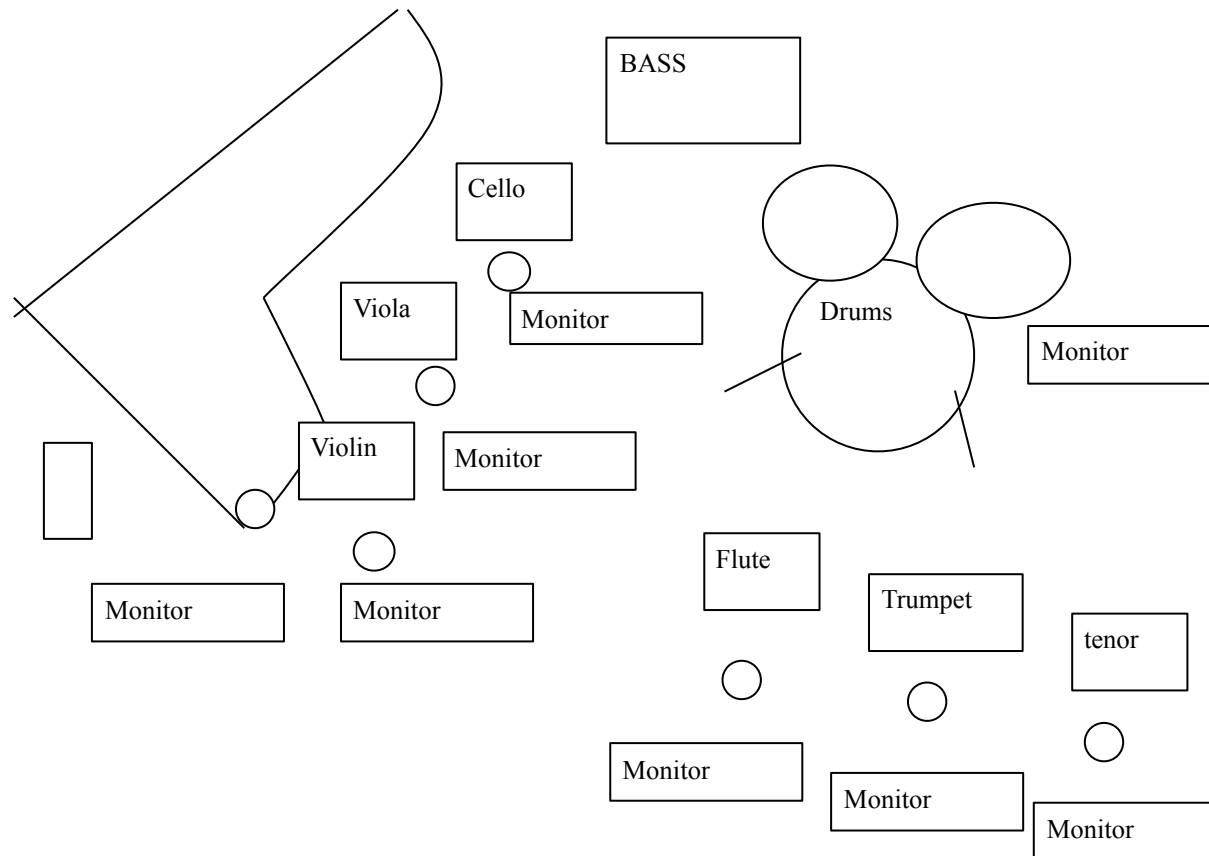 BASS
Cello
Viola
Monitor
Drums
Monitor
Violin
Monitor
Flute
Trumpet
Monitor
Monitor
tenor
Monitor
Monitor
Monitor